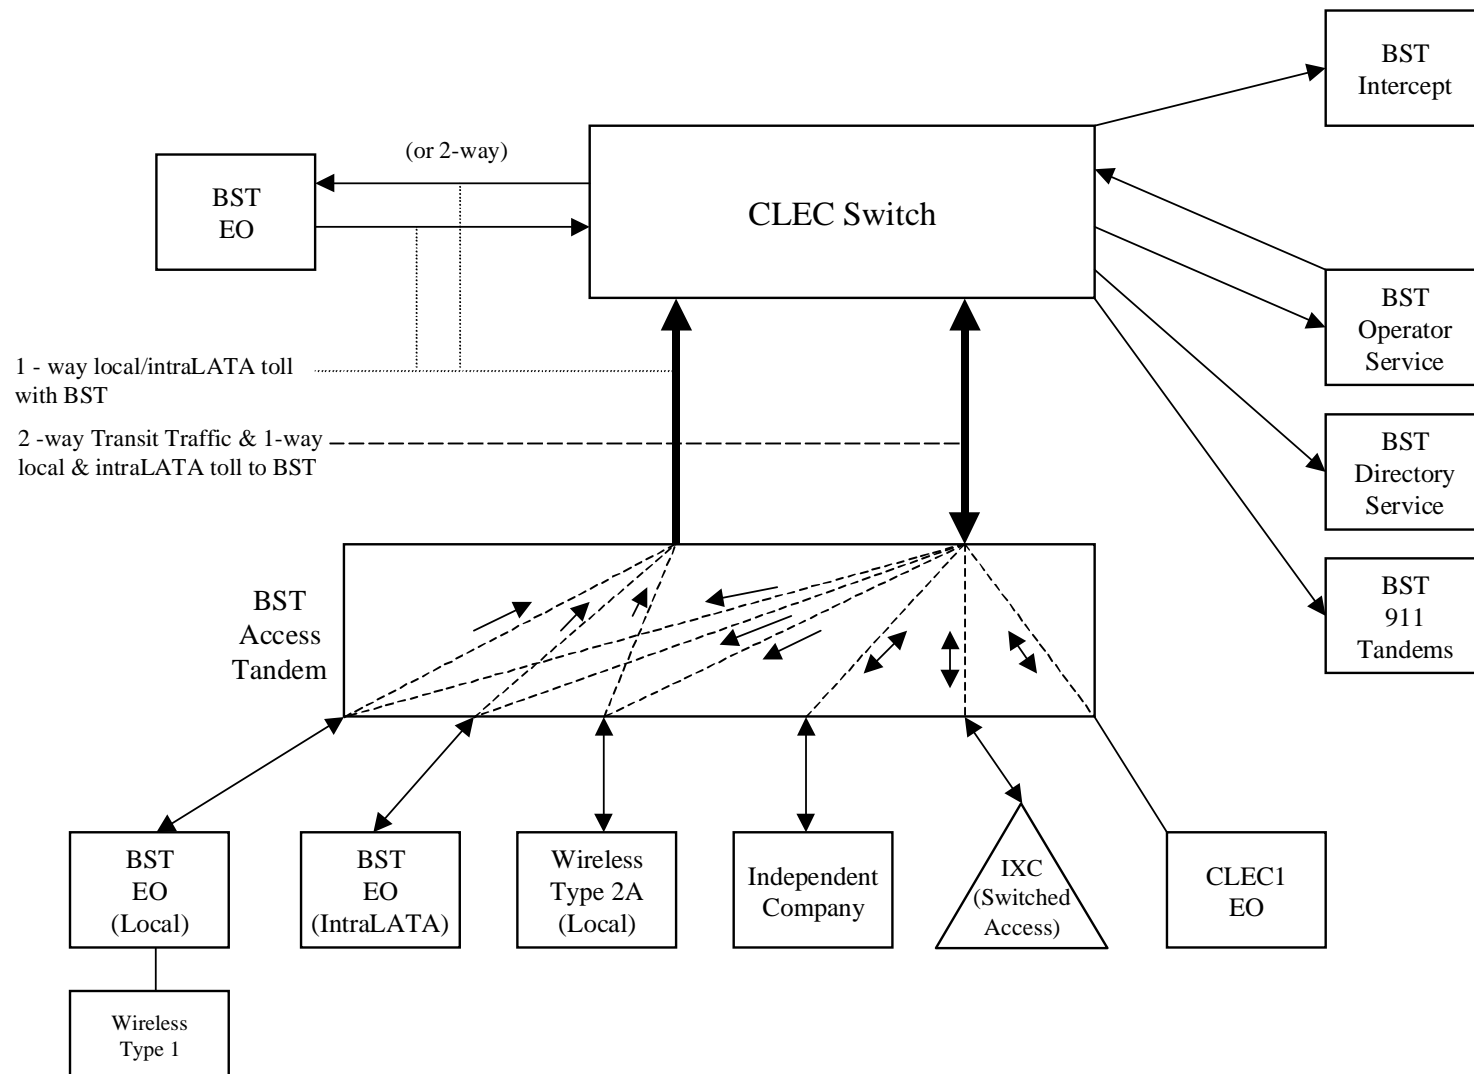 BST
Intercept
(or 2-way)
BST
EO
CLEC Switch
BST
Operator
Service
1 - way local/intraLATA toll
with BST
2 -way Transit Traffic & 1-way
local & intraLATA toll to BST
BST
Directory
Service
BST
911
Tandems
BST
Access
Tandem
BST
EO
(Local)
BST
EO
(IntraLATA)
Wireless
Type 2A
(Local)
Independent
Company
IXC
(Switched
Access)
CLEC1
EO
Wireless
Type 1